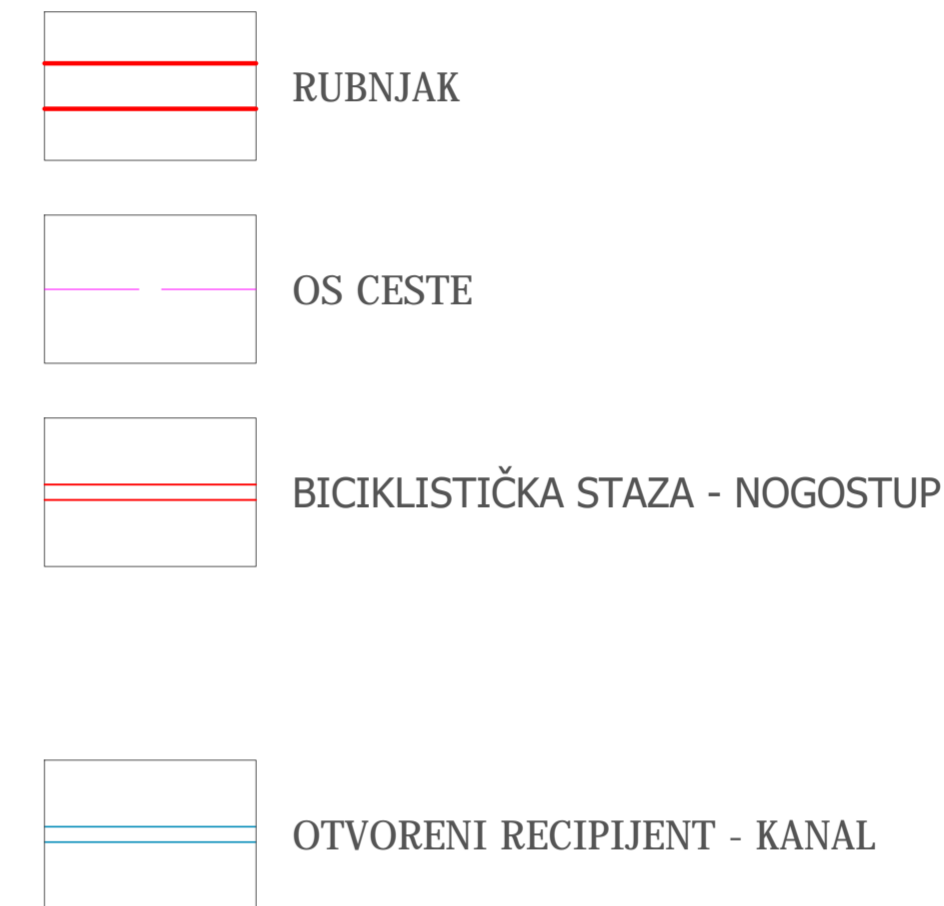 RUBNJAK
OS CESTE
BICIKLISTIČKA STAZA - NOGOSTUP
OTVORENI RECIPIJENT - KANAL